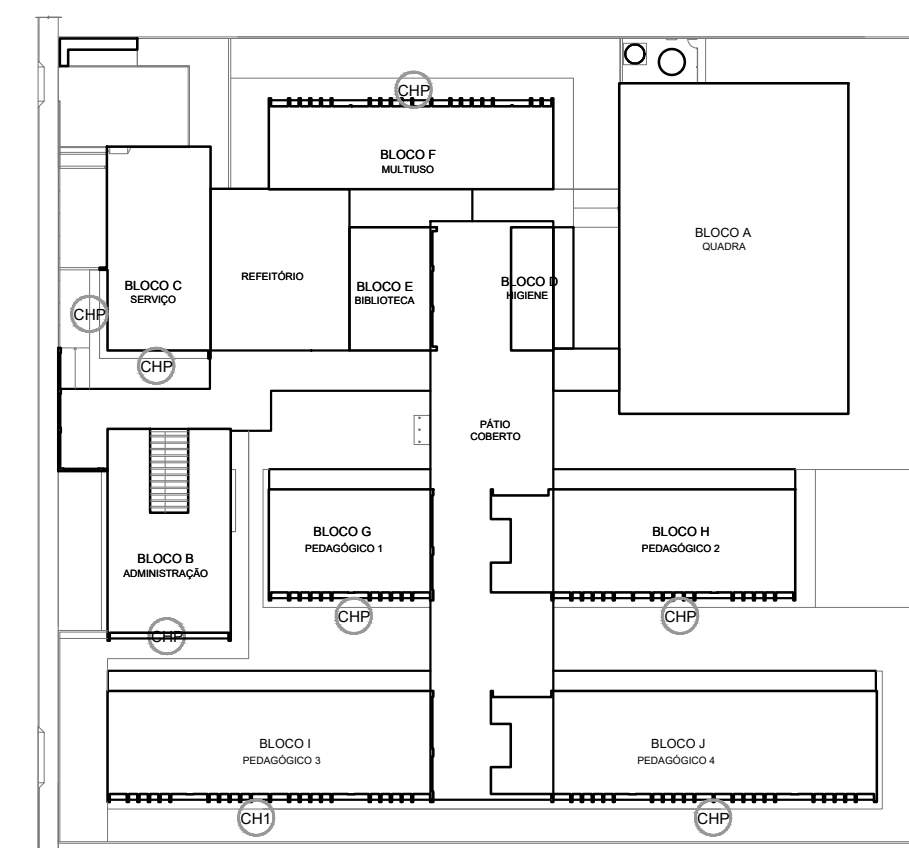 CHP
BLOCO F
MULTIUSO
BLOCO A
QUADRA
BLOCO C
SERVIÇO
REFEITÓRIO
BLOCO E
BIBLIOTECA
BLOCO D
HIGIENE
CHP
CHP
PÁTIO
COBERTO
BLOCO G
PEDAGÓGICO 1
BLOCO H
PEDAGÓGICO 2
BLOCO B
ADMINISTRAÇÃO
CHP
CHP
CHP
BLOCO I
PEDAGÓGICO 3
BLOCO J
PEDAGÓGICO 4
CH1
CHP